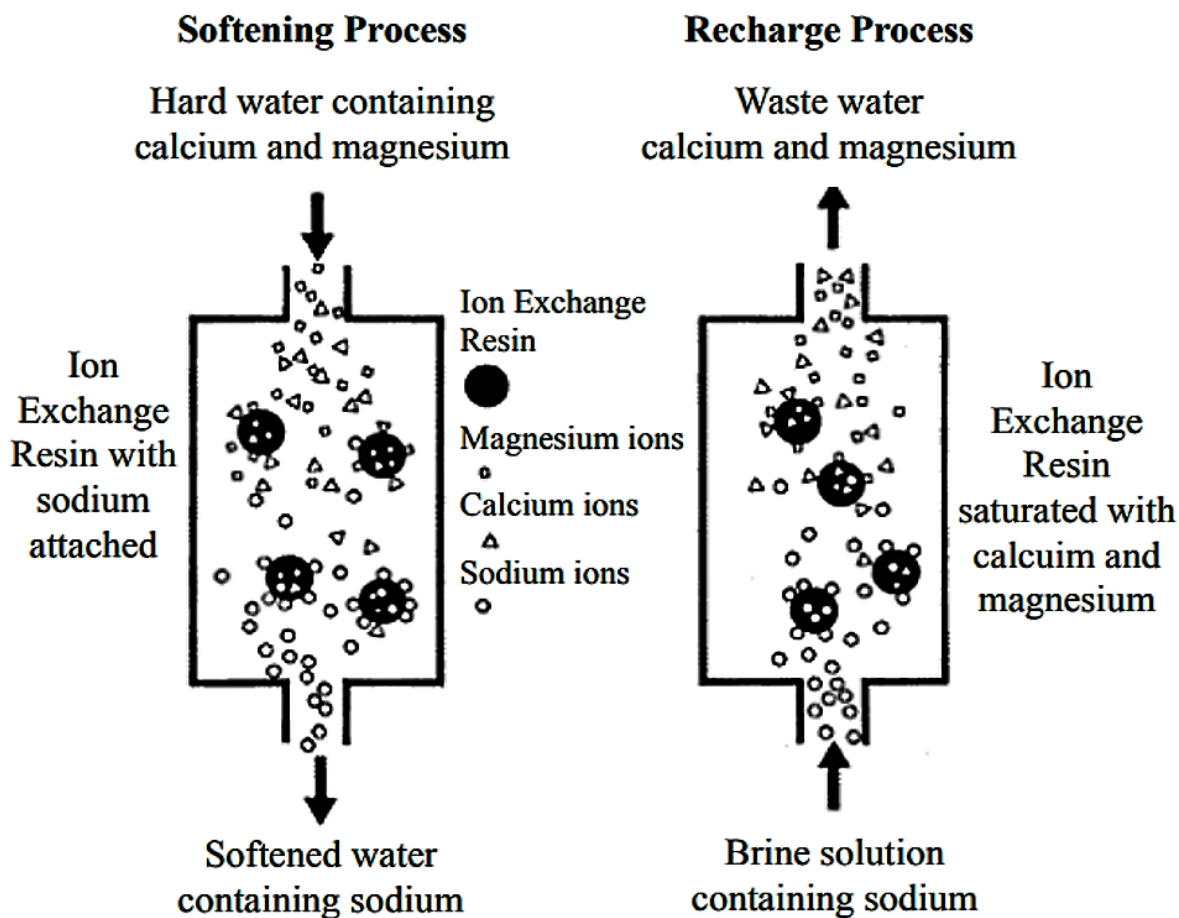 Softening Process
Hard water containing
calcium and magnesium
Ion
Exchange
Resin with
sodium
attached
Softened water
containing sodium
Ion Exchange
Resin
Magnesium ions
Calcium ions
Sodium ions
Recharge Process
Waste water
calcium and magnesium
Ion
Exchange
Resin
saturated with
calcuim and
magnesium
Brine solution
containing sodium